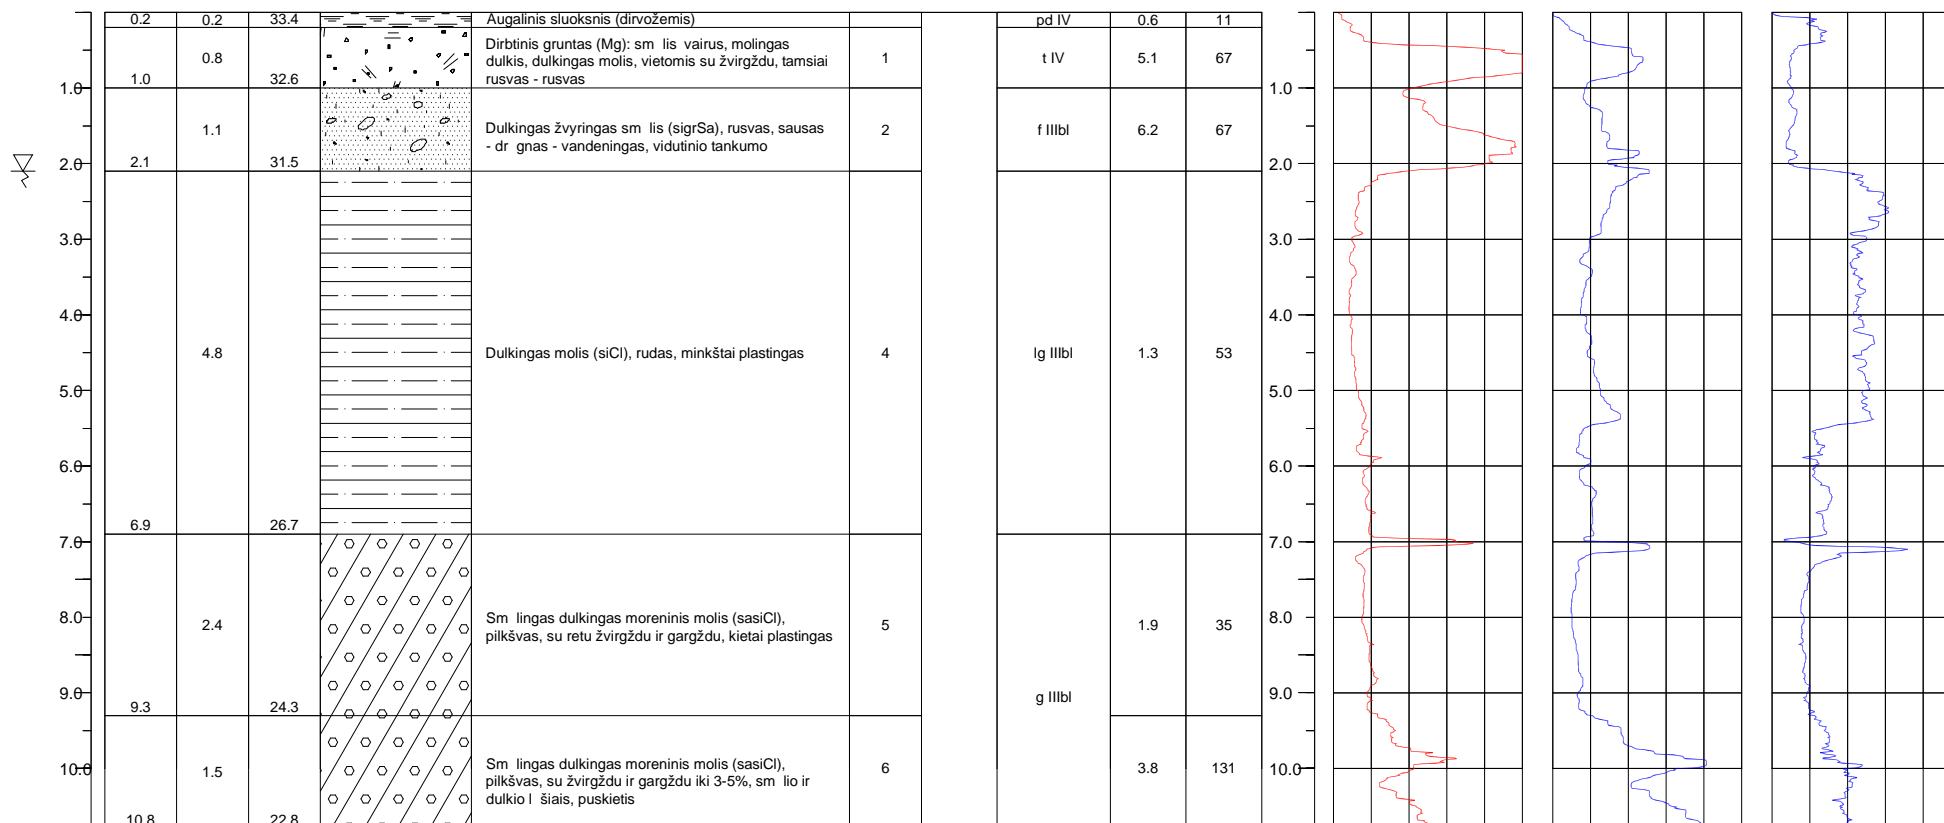 0.2 0.2 33.4 Augalinis sluoksnis (dirvožemis) pd IV 0.6 11
0.8 Dirbtinis gruntas (Mg): sm lis vairus, molingas
dulkis, dulkingas molis, vietomis su žvirgždu, tamsiai
rusvas - rusvas
1 t IV 5.1 67
1.0 32.6
1.0 1.0
1.1 Dulkingas žvyringas sm lis (sigrSa), rusvas, sausas
- dr gnas - vandeningas, vidutinio tankumo
2 f IIIbl 6.2 67
2.1 31.5
2.0 2.0
3.0 3.0
4.0 4.0
4.8 Dulkingas molis (siCl), rudas, minkštai plastingas 4 lg IIIbl 1.3 53
5.0 5.0
6.0 6.0
6.9 26.7
7.0 7.0
8.0 8.0
2.4 Sm lingas dulkingas moreninis molis (sasiCl),
pilkšvas, su retu žvirgždu ir gargždu, kietai plastingas
5 1.9 35
9.0 9.0
g IIIbl
9.3 24.3
10.0 10.0
1.5 Sm lingas dulkingas moreninis molis (sasiCl),
pilkšvas, su žvirgždu ir gargždu iki 3-5%, sm lio ir
dulkio l šiais, puskietis
6 3.8 131
10.8 22.8